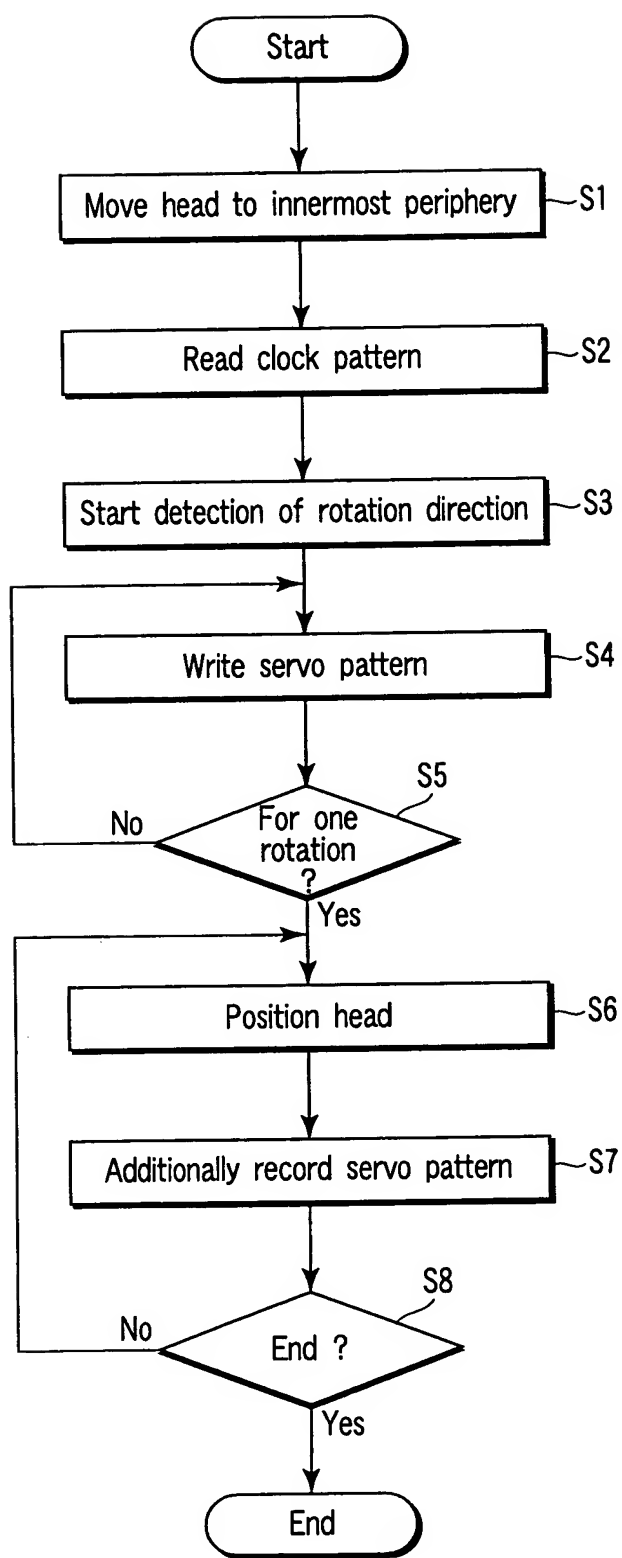 Start
Move head to innermost periphery
S1
Read clock pattern
S2
Start detection of rotation direction
S3
Write servo pattern
S4
S5
For one
rotation
?
No
Yes
Position head
S6
Additionally record servo pattern
S7
S8
End ?
No
Yes
End